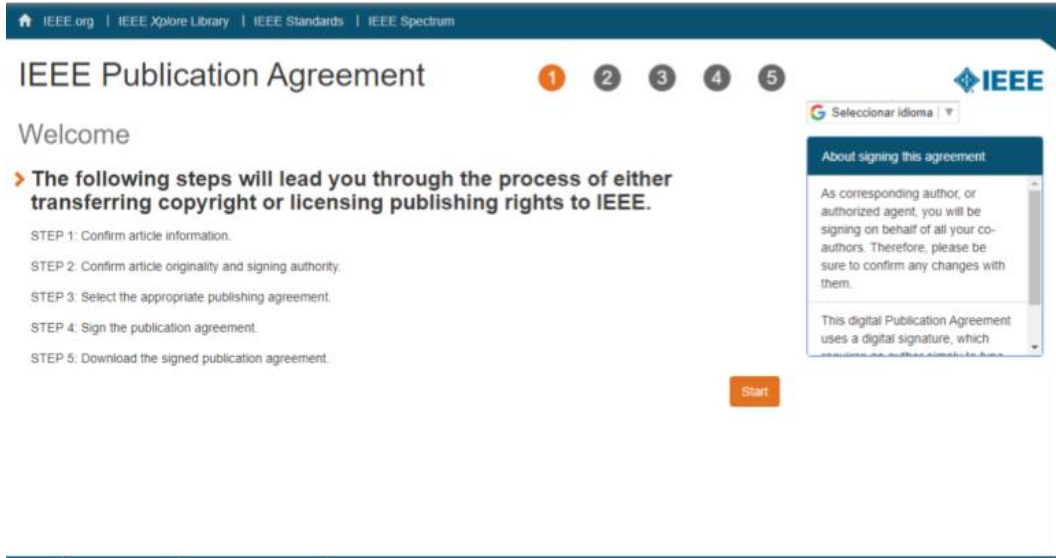 IEEE.org | IEEE Xplore Library | IEEE Standards | IEEE Spectrum
IEEE Publication Agreement
1 2 3 4 5
IEEE
Seleccionar idioma
Welcome
The following steps will lead you through the process of either
transferring copyright or licensing publishing rights to IEEE.
STEP 1: Confirm article information.
STEP 2: Confirm article originality and signing authority.
STEP 3: Select the appropriate publishing agreement.
STEP 4: Sign the publication agreement.
STEP 5: Download the signed publication agreement.
Start
About signing this agreement
As corresponding author, or
authorized agent, you will be
signing on behalf of all your co-
authors. Therefore, please be
sure to confirm any changes with
them.
This digital Publication Agreement
uses a digital signature, which